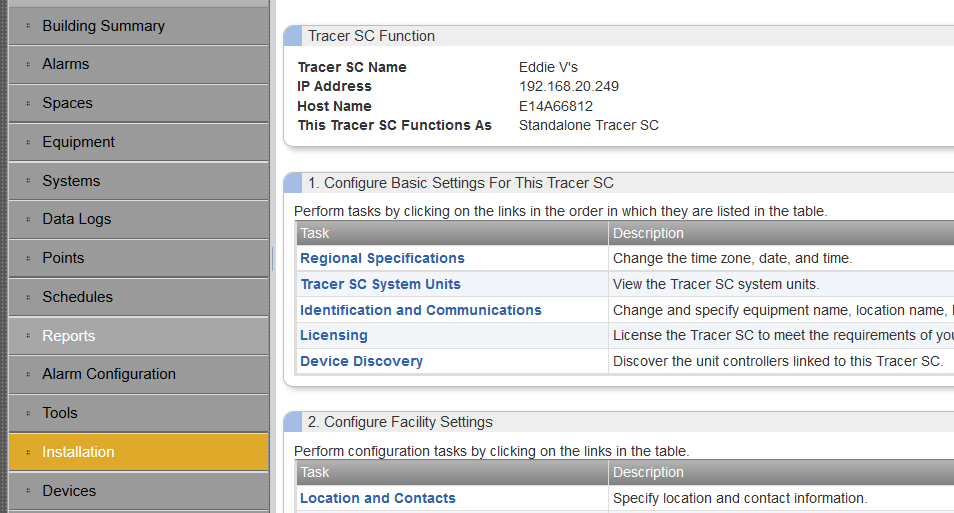 Building Summary
Alarms
Spaces
Equipment
Systems
Data Logs
Points
Schedules
Reports
Alarm Configuration
Tools
Installation
Devices
Tracer SC Function
Tracer SC Name Eddie V's
IP Address 192.168.20.249
Host Name E14A66812
This Tracer SC Functions As Standalone Tracer SC
1. Configure Basic Settings For This Tracer SC
Perform tasks by clicking on the links in the order in which they are listed in the table.
Task Description
Regional Specifications Change the time zone, date, and time.
Tracer SC System Units View the Tracer SC system units.
Identification and Communications Change and specify equipment name, location name,
Licensing License the Tracer SC to meet the requirements of
Device Discovery Discover the unit controllers linked to this Tracer SC.
2. Configure Facility Settings
Perform configuration tasks by clicking on the links in the table.
Task Description
Location and Contacts Specify location and contact information.